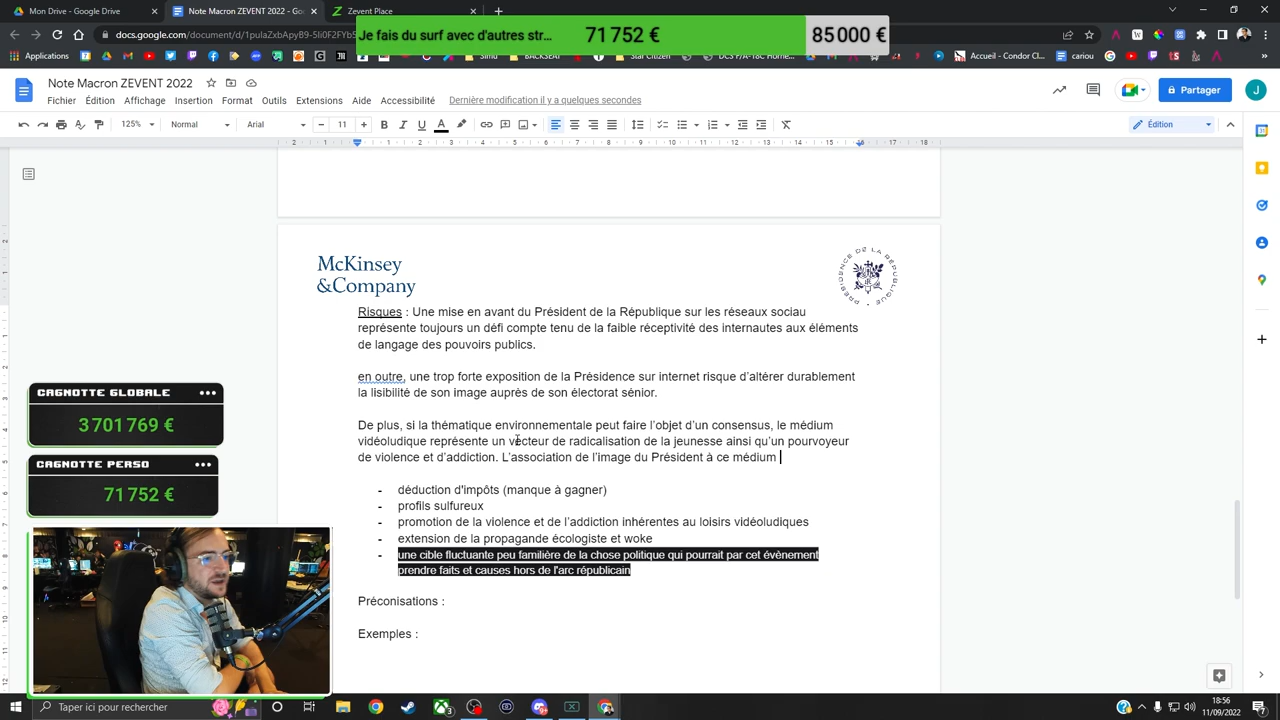 Mon Drive - Google Drive
Je fais du surf avec d'autres str...
71 752 €
85 000 €
Applications
BACKSEAT
Star Citizen
Accueil - Condor Cl...
cariou
Note Macron ZEVENT 2022
Fichier Édition Affichage Insertion Format Outils Extensions Aide Accessibilité Dernière modification il y a quelques secondes
Partager
J
125% Normal Arial 11
Édition
McKinsey
&Company
PRESIDENCE DE LA RÉPUBLIQUE
Risques : Une mise en avant du Président de la République sur les réseaux sociau
représente toujours un défi compte tenu de la faible réceptivité des internautes aux éléments
de langage des pouvoirs publics.
en outre, une trop forte exposition de la Présidence sur internet risque d'altérer durablement
la lisibilité de son image auprès de son électorat sénior.
De plus, si la thématique environnementale peut faire l'objet d'un consensus, le médium
vidéoludique représente un vecteur de radicalisation de la jeunesse ainsi qu'un pourvoyeur
de violence et d'addiction. L'association de l'image du Président à ce médium
- déduction d'impôts (manque à gagner)
- profils sulfureux
- promotion de la violence et de l'addiction inhérentes au loisirs vidéoludiques
- extension de la propagande écologiste et woke
- une cible fluctuante peu familière de la chose politique qui pourrait par cet évènement
prendre faits et causes hors de l'arc républicain
Préconisations :
Exemples :
CAGNOTTE GLOBALE
3 701 769 €
CAGNOTTE PERSO
71 752 €
Taper ici pour rechercher
18:56
11/09/2022